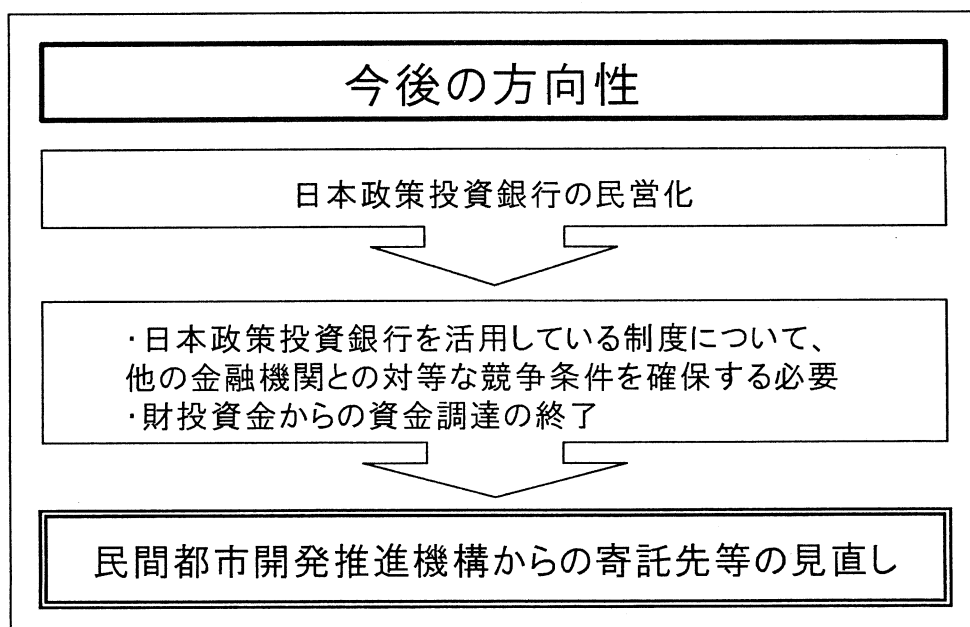 今後の方向性
日本政策投資銀行の民営化
・日本政策投資銀行を活用している制度について、
他の金融機関との対等な競争条件を確保する必要
・財投資金からの資金調達の終了
民間都市開発推進機構からの寄託先等の見直し